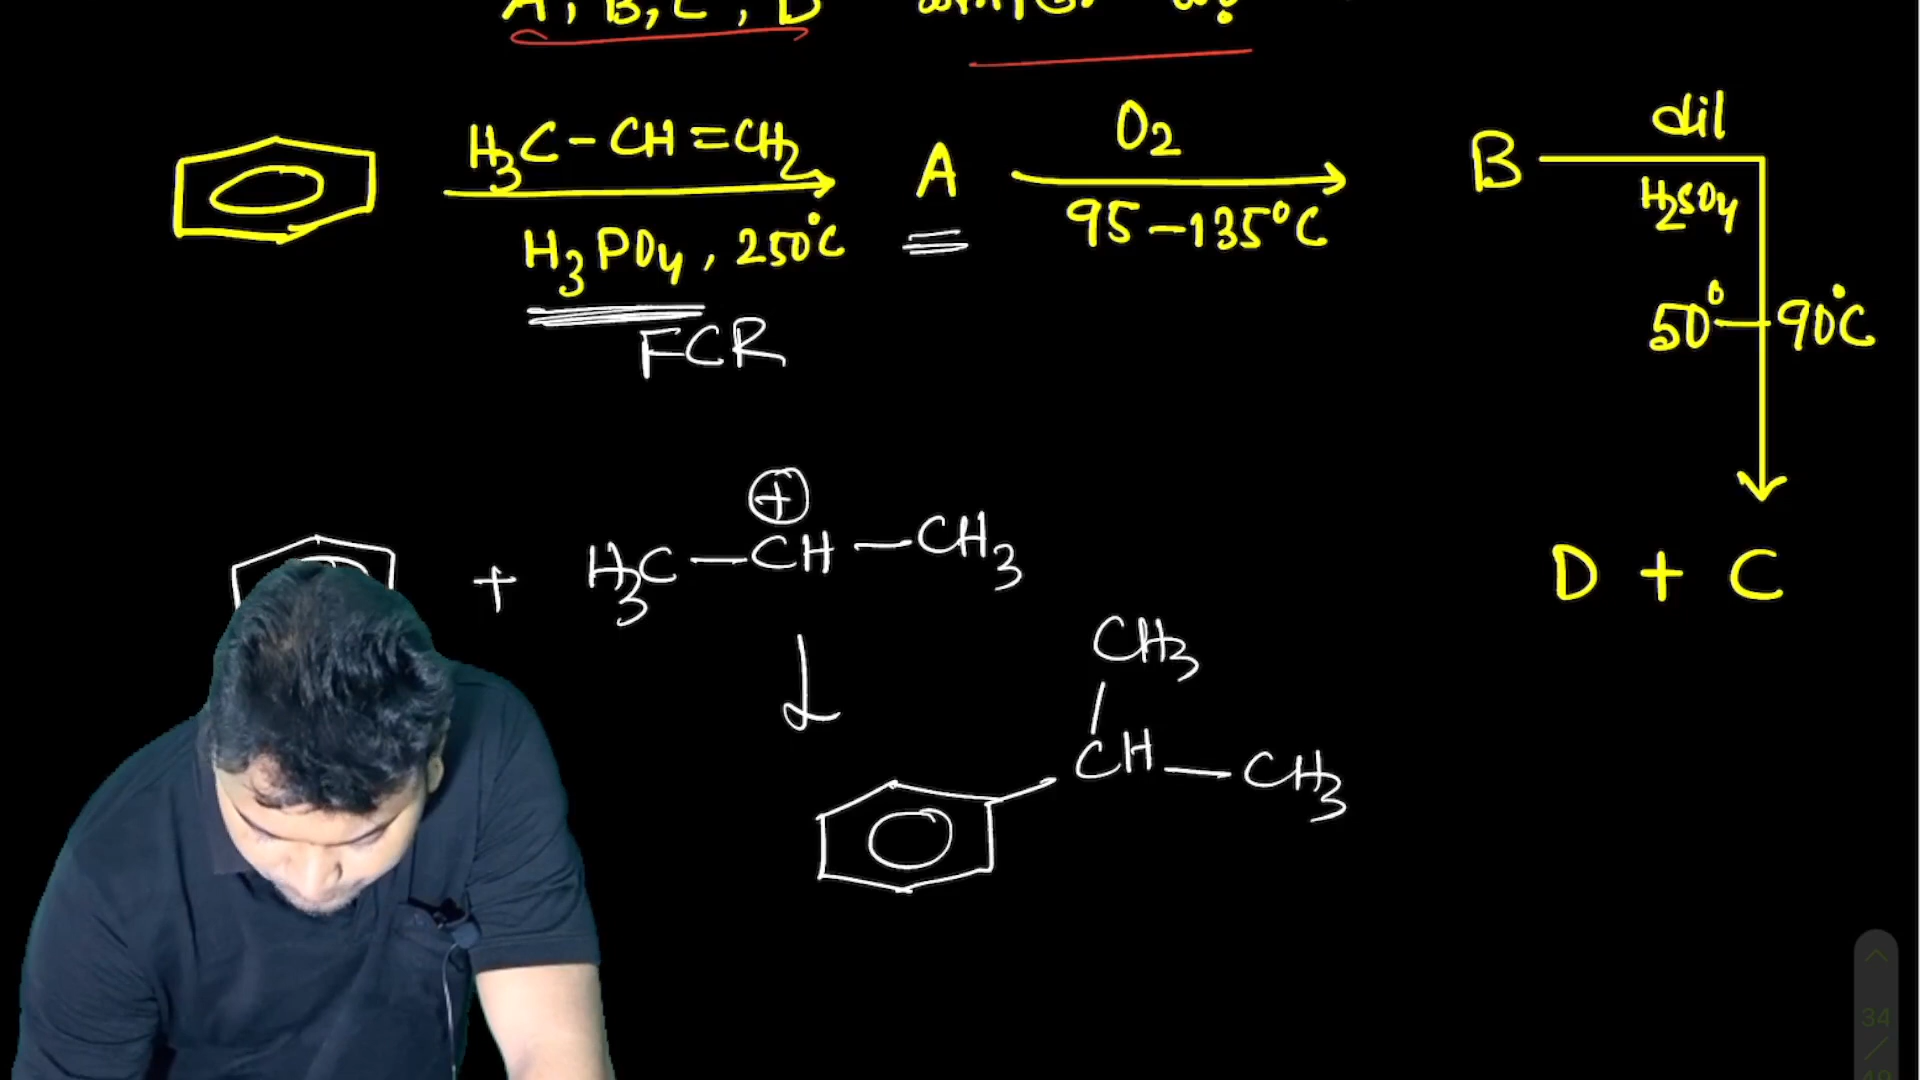 A, B, C, D
H₃C-CH=CH₂
A
O₂
B
dil
H₃PO₄, 250°C
95-135°C
H₂SO₄
FCR
50°-90°C
+ H₃C-CH-CH₃
+
D + C
CH₃
CH-CH₃
34
/